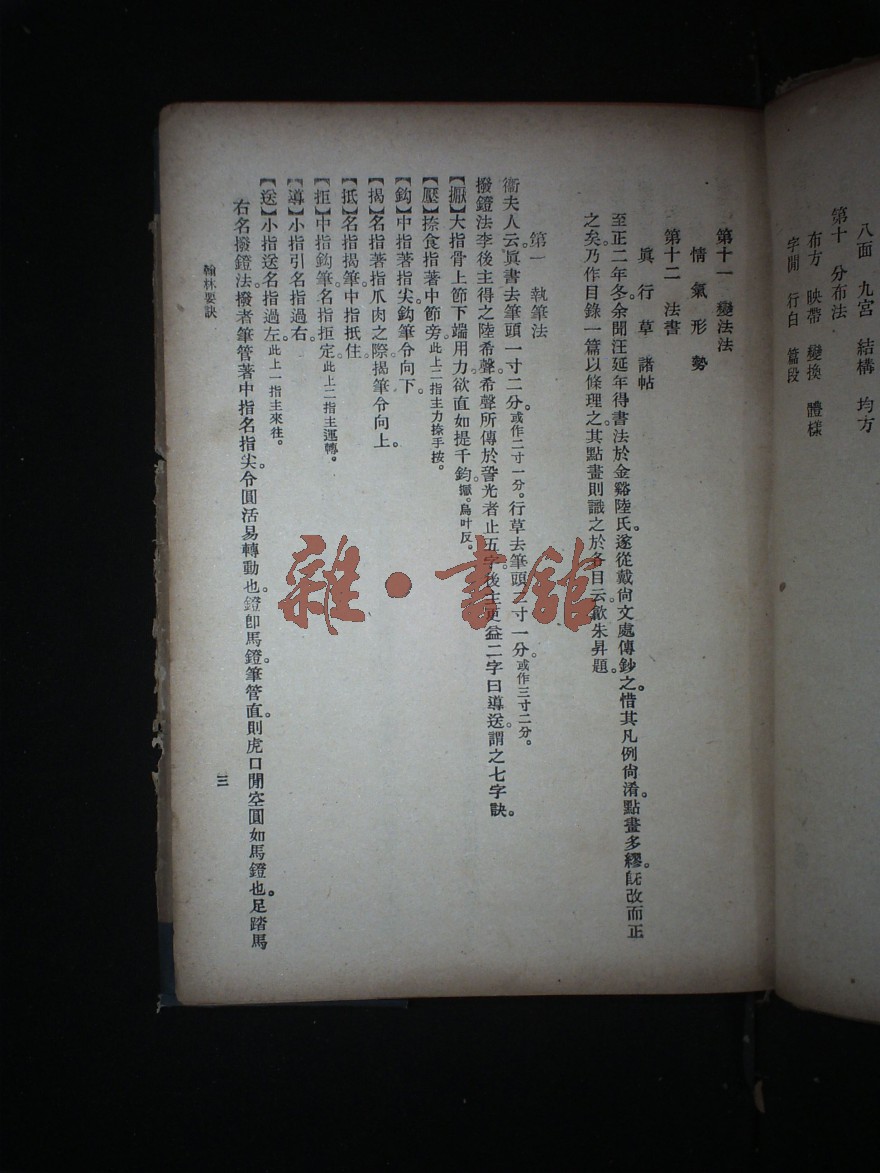 八面　九宮　結構　均方
第十　分布法
布方　映帶　變換　體樣
字閒　行白　篇段
第十一　變法法
情　氣　形　勢
第十二　法書
眞　行　草　諸帖
至正二年冬。余聞汪延年得書法於金谿陸氏。遂從戴尙文處傳鈔之。惜其凡例尙淆。點畫多繆。旣改而正
之矣。乃作目錄一篇以條理之。其點畫則識之於各目云。歙朱昇題。
第一　執筆法
衞夫人云。眞書去筆頭一寸二分。或作二寸一分。行草去筆頭二寸一分。或作三寸二分。
撥鐙法。李後主得之陸希聲。希聲所傳於䛒光者止五字。後主更益二字曰導送。謂之七字訣。
【擫】大指骨上節下端用力欲直如提千鈞。擫。烏叶反。
【壓】捺食指著中節旁。此上二指主力捺手按。
【鈎】中指著指尖。鈎筆令向下。
【揭】名指著指爪肉之際。揭筆令向上。
【抵】名指揭筆中指抵住。
【拒】中指鈎筆名指拒定。此上二指主運轉。
【導】小指引名指過右。
【送】小指送名指過左。此上一指主來往。
右名撥鐙法。撥者筆管著中指名指尖。令圓活易轉動也。鐙卽馬鐙。筆管直則虎口閒空圓如馬鐙也。足踏馬
翰林要訣
三
雜·書館